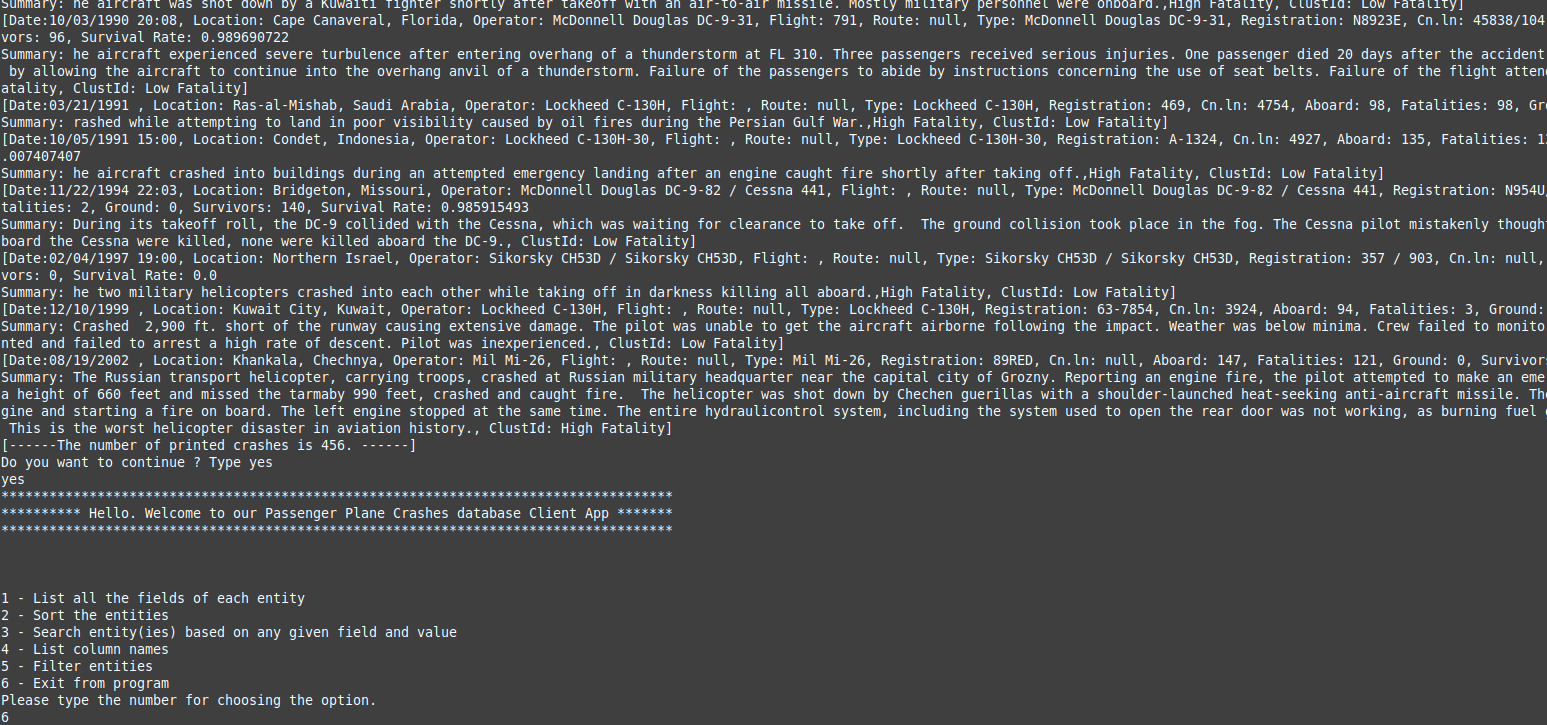 Summary: he aircraft was shot down by a Kuwaiti fighter shortly after takeoff with an air-to-air missile. Mostly military personnel were onboard.,High Fatality, ClustId: Low Fatality]
[Date:10/03/1990 20:08, Location: Cape Canaveral, Florida, Operator: McDonnell Douglas DC-9-31, Flight: 791, Route: null, Type: McDonnell Douglas DC-9-31, Registration: N8923E, Cn.ln: 45838/104
vors: 96, Survival Rate: 0.989690722
Summary: he aircraft experienced severe turbulence after entering overhang of a thunderstorm at FL 310. Three passengers received serious injuries. One passenger died 20 days after the accident
by allowing the aircraft to continue into the overhang anvil of a thunderstorm. Failure of the passengers to abide by instructions concerning the use of seat belts. Failure of the flight atten
atality, ClustId: Low Fatality]
[Date:03/21/1991 , Location: Ras-al-Mishab, Saudi Arabia, Operator: Lockheed C-130H, Flight: , Route: null, Type: Lockheed C-130H, Registration: 469, Cn.ln: 4754, Aboard: 98, Fatalities: 98, Gr
Summary: rashed while attempting to land in poor visibility caused by oil fires during the Persian Gulf War.,High Fatality, ClustId: Low Fatality]
[Date:10/05/1991 15:00, Location: Condet, Indonesia, Operator: Lockheed C-130H-30, Flight: , Route: null, Type: Lockheed C-130H-30, Registration: A-1324, Cn.ln: 4927, Aboard: 135, Fatalities: 1
.007407407
Summary: he aircraft crashed into buildings during an attempted emergency landing after an engine caught fire shortly after taking off.,High Fatality, ClustId: Low Fatality]
[Date:11/22/1994 22:03, Location: Bridgeton, Missouri, Operator: McDonnell Douglas DC-9-82 / Cessna 441, Flight: , Route: null, Type: McDonnell Douglas DC-9-82 / Cessna 441, Registration: N954U
talities: 2, Ground: 0, Survivors: 140, Survival Rate: 0.985915493
Summary: During its takeoff roll, the DC-9 collided with the Cessna, which was waiting for clearance to take off.  The ground collision took place in the fog. The Cessna pilot mistakenly thought
board the Cessna were killed, none were killed aboard the DC-9., ClustId: Low Fatality]
[Date:02/04/1997 19:00, Location: Northern Israel, Operator: Sikorsky CH53D / Sikorsky CH53D, Flight: , Route: null, Type: Sikorsky CH53D / Sikorsky CH53D, Registration: 357 / 903, Cn.ln: null,
vors: 0, Survival Rate: 0.0
Summary: he two military helicopters crashed into each other while taking off in darkness killing all aboard.,High Fatality, ClustId: Low Fatality]
[Date:12/10/1999 , Location: Kuwait City, Kuwait, Operator: Lockheed C-130H, Flight: , Route: null, Type: Lockheed C-130H, Registration: 63-7854, Cn.ln: 3924, Aboard: 94, Fatalities: 3, Ground:
Summary: Crashed  2,900 ft. short of the runway causing extensive damage. The pilot was unable to get the aircraft airborne following the impact. Weather was below minima. Crew failed to monito
nted and failed to arrest a high rate of descent. Pilot was inexperienced., ClustId: Low Fatality]
[Date:08/19/2002 , Location: Khankala, Chechnya, Operator: Mil Mi-26, Flight: , Route: null, Type: Mil Mi-26, Registration: 89RED, Cn.ln: null, Aboard: 147, Fatalities: 121, Ground: 0, Survivor
Summary: The Russian transport helicopter, carrying troops, crashed at Russian military headquarter near the capital city of Grozny. Reporting an engine fire, the pilot attempted to make an eme
a height of 660 feet and missed the tarmaby 990 feet, crashed and caught fire.  The helicopter was shot down by Chechen guerillas with a shoulder-launched heat-seeking anti-aircraft missile. Th
gine and starting a fire on board. The left engine stopped at the same time. The entire hydraulicontrol system, including the system used to open the rear door was not working, as burning fuel
This is the worst helicopter disaster in aviation history., ClustId: High Fatality]
[------The number of printed crashes is 456. ------]
Do you want to continue ? Type yes
yes
************************************************************************************
********** Hello. Welcome to our Passenger Plane Crashes database Client App *******
************************************************************************************
1 - List all the fields of each entity
2 - Sort the entities
3 - Search entity(ies) based on any given field and value
4 - List column names
5 - Filter entities
6 - Exit from program
Please type the number for choosing the option.
6